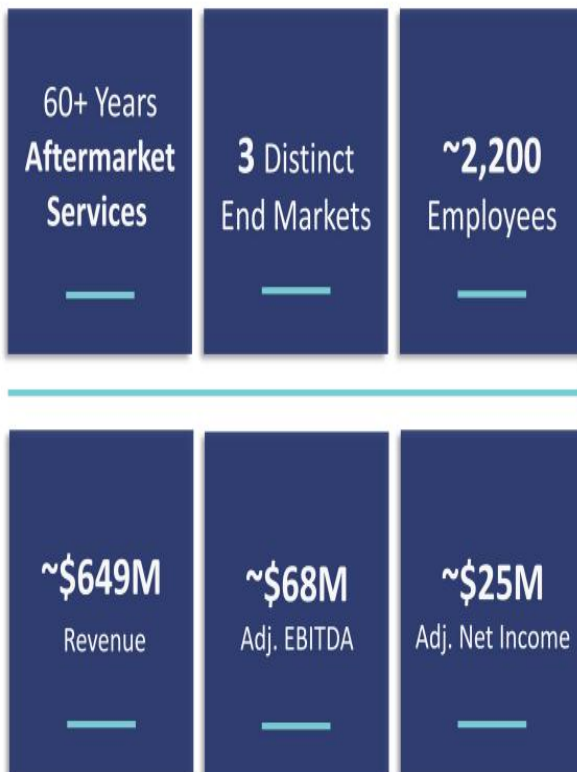 60+ Years
Aftermarket
Services
3 Distinct
End Markets
~2,200
Employees
~$649M
Revenue
~$68M
Adj. EBITDA
~$25M
Adj. Net Income